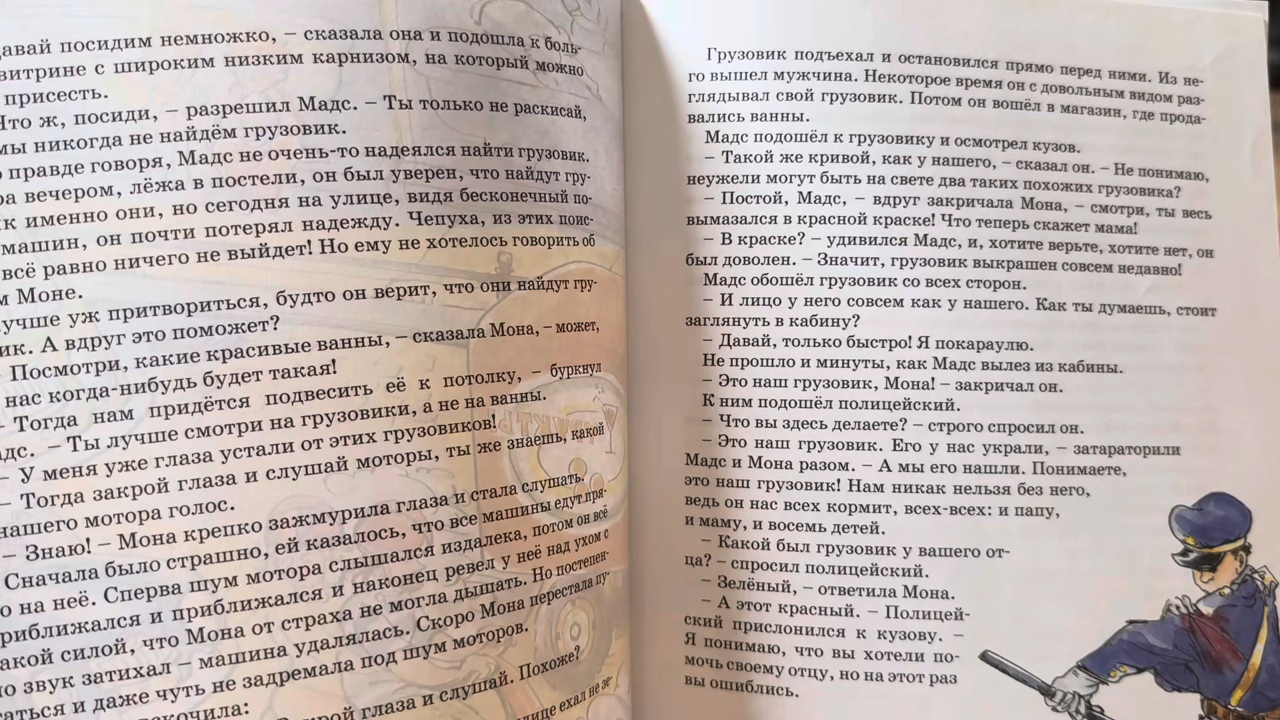 давай посидим немножко, – сказала она и подошла к боль-
витрине с широким низким карнизом, на который можно
присесть.
Что ж, посиди, – разрешил Мадс. – Ты только не раскисай,
мы никогда не найдём грузовик.
правде говоря, Мадс не очень-то надеялся найти грузовик.
ра вечером, лёжа в постели, он был уверен, что найдут гру-
к именно они, но сегодня на улице, видя бесконечный по-
машин, он почти потерял надежду. Чепуха, из этих поис-
всё равно ничего не выйдет! Но ему не хотелось говорить об
м Моне.
учше уж притвориться, будто он верит, что они найдут гру-
ик. А вдруг это поможет?
– Посмотри, какие красивые ванны, – сказала Мона, – может,
нас когда-нибудь будет такая!
– Тогда нам придётся подвесить её к потолку, – буркнул
адс. – Ты лучше смотри на грузовики, а не на ванны.
– У меня уже глаза устали от этих грузовиков!
– Тогда закрой глаза и слушай моторы, ты же знаешь, какой
нашего мотора голос.
– Знаю! – Мона крепко зажмурила глаза и стала слушать.
Сначала было страшно, ей казалось, что все машины едут пря-
о на неё. Сперва шум мотора слышался издалека, потом он всё
приближался и приближался и наконец ревел у неё над ухом с
акой силой, что Мона от страха не могла дышать. Но постепен-
о звук затихал – машина удалялась. Скоро Мона перестала пу-
гаться и даже чуть не задремала под шум моторов.
скочила:
крой глаза и слушай. Похоже?
лице ехал не зе-
ФРУКТЫ
Грузовик подъехал и остановился прямо перед ними. Из не-
го вышел мужчина. Некоторое время он с довольным видом раз-
глядывал свой грузовик. Потом он вошёл в магазин, где прода-
вались ванны.
Мадс подошёл к грузовику и осмотрел кузов.
– Такой же кривой, как у нашего, – сказал он. – Не понимаю,
неужели могут быть на свете два таких похожих грузовика?
– Постой, Мадс, – вдруг закричала Мона, – смотри, ты весь
вымазался в красной краске! Что теперь скажет мама!
– В краске? – удивился Мадс, и, хотите верьте, хотите нет, он
был доволен. – Значит, грузовик выкрашен совсем недавно!
Мадс обошёл грузовик со всех сторон.
– И лицо у него совсем как у нашего. Как ты думаешь, стоит
заглянуть в кабину?
– Давай, только быстро! Я покараулю.
Не прошло и минуты, как Мадс вылез из кабины.
– Это наш грузовик, Мона! – закричал он.
К ним подошёл полицейский.
– Что вы здесь делаете? – строго спросил он.
– Это наш грузовик. Его у нас украли, – затараторили
Мадс и Мона разом. – А мы его нашли. Понимаете,
это наш грузовик! Нам никак нельзя без него,
ведь он нас всех кормит, всех-всех: и папу,
и маму, и восемь детей.
– Какой был грузовик у вашего от-
ца? – спросил полицейский.
– Зелёный, – ответила Мона.
– А этот красный. – Полицей-
ский прислонился к кузову. –
Я понимаю, что вы хотели по-
мочь своему отцу, но на этот раз
вы ошиблись.